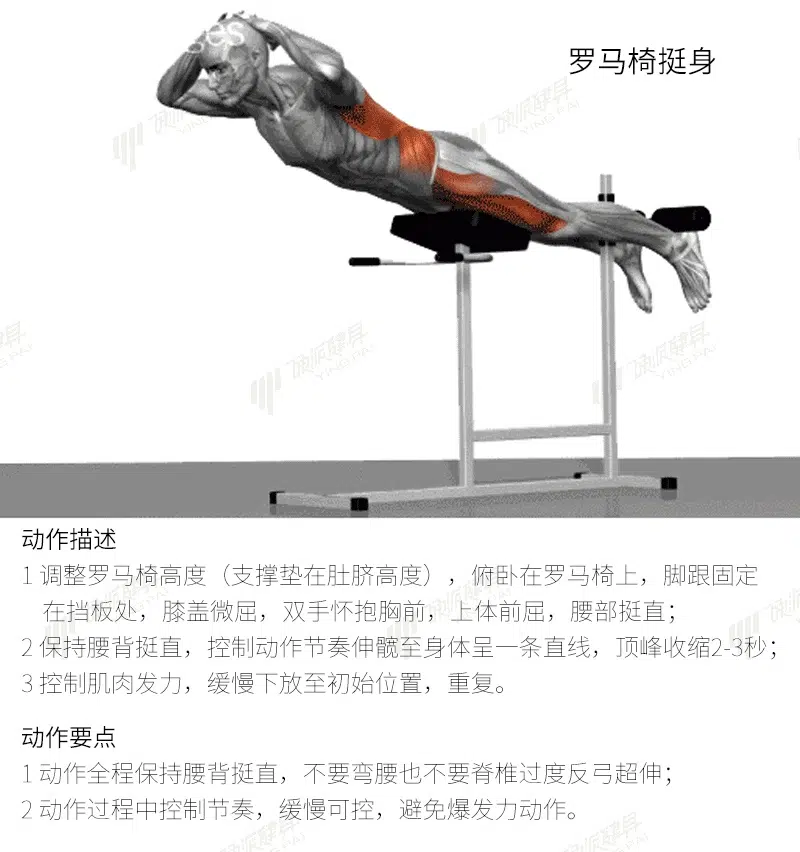 ses
罗马椅挺身
动作描述
1 调整罗马椅高度（支撑垫在肚脐高度），俯卧在罗马椅上，脚跟固定
在挡板处，膝盖微屈，双手怀抱胸前，上体前屈，腰部挺直；
2 保持腰背挺直，控制动作节奏伸髋至身体呈一条直线，顶峰收缩2-3秒；
3 控制肌肉发力，缓慢下放至初始位置，重复。
动作要点
1 动作全程保持腰背挺直，不要弯腰也不要脊椎过度反弓超伸；
2 动作过程中控制节奏，缓慢可控，避免爆发力动作。